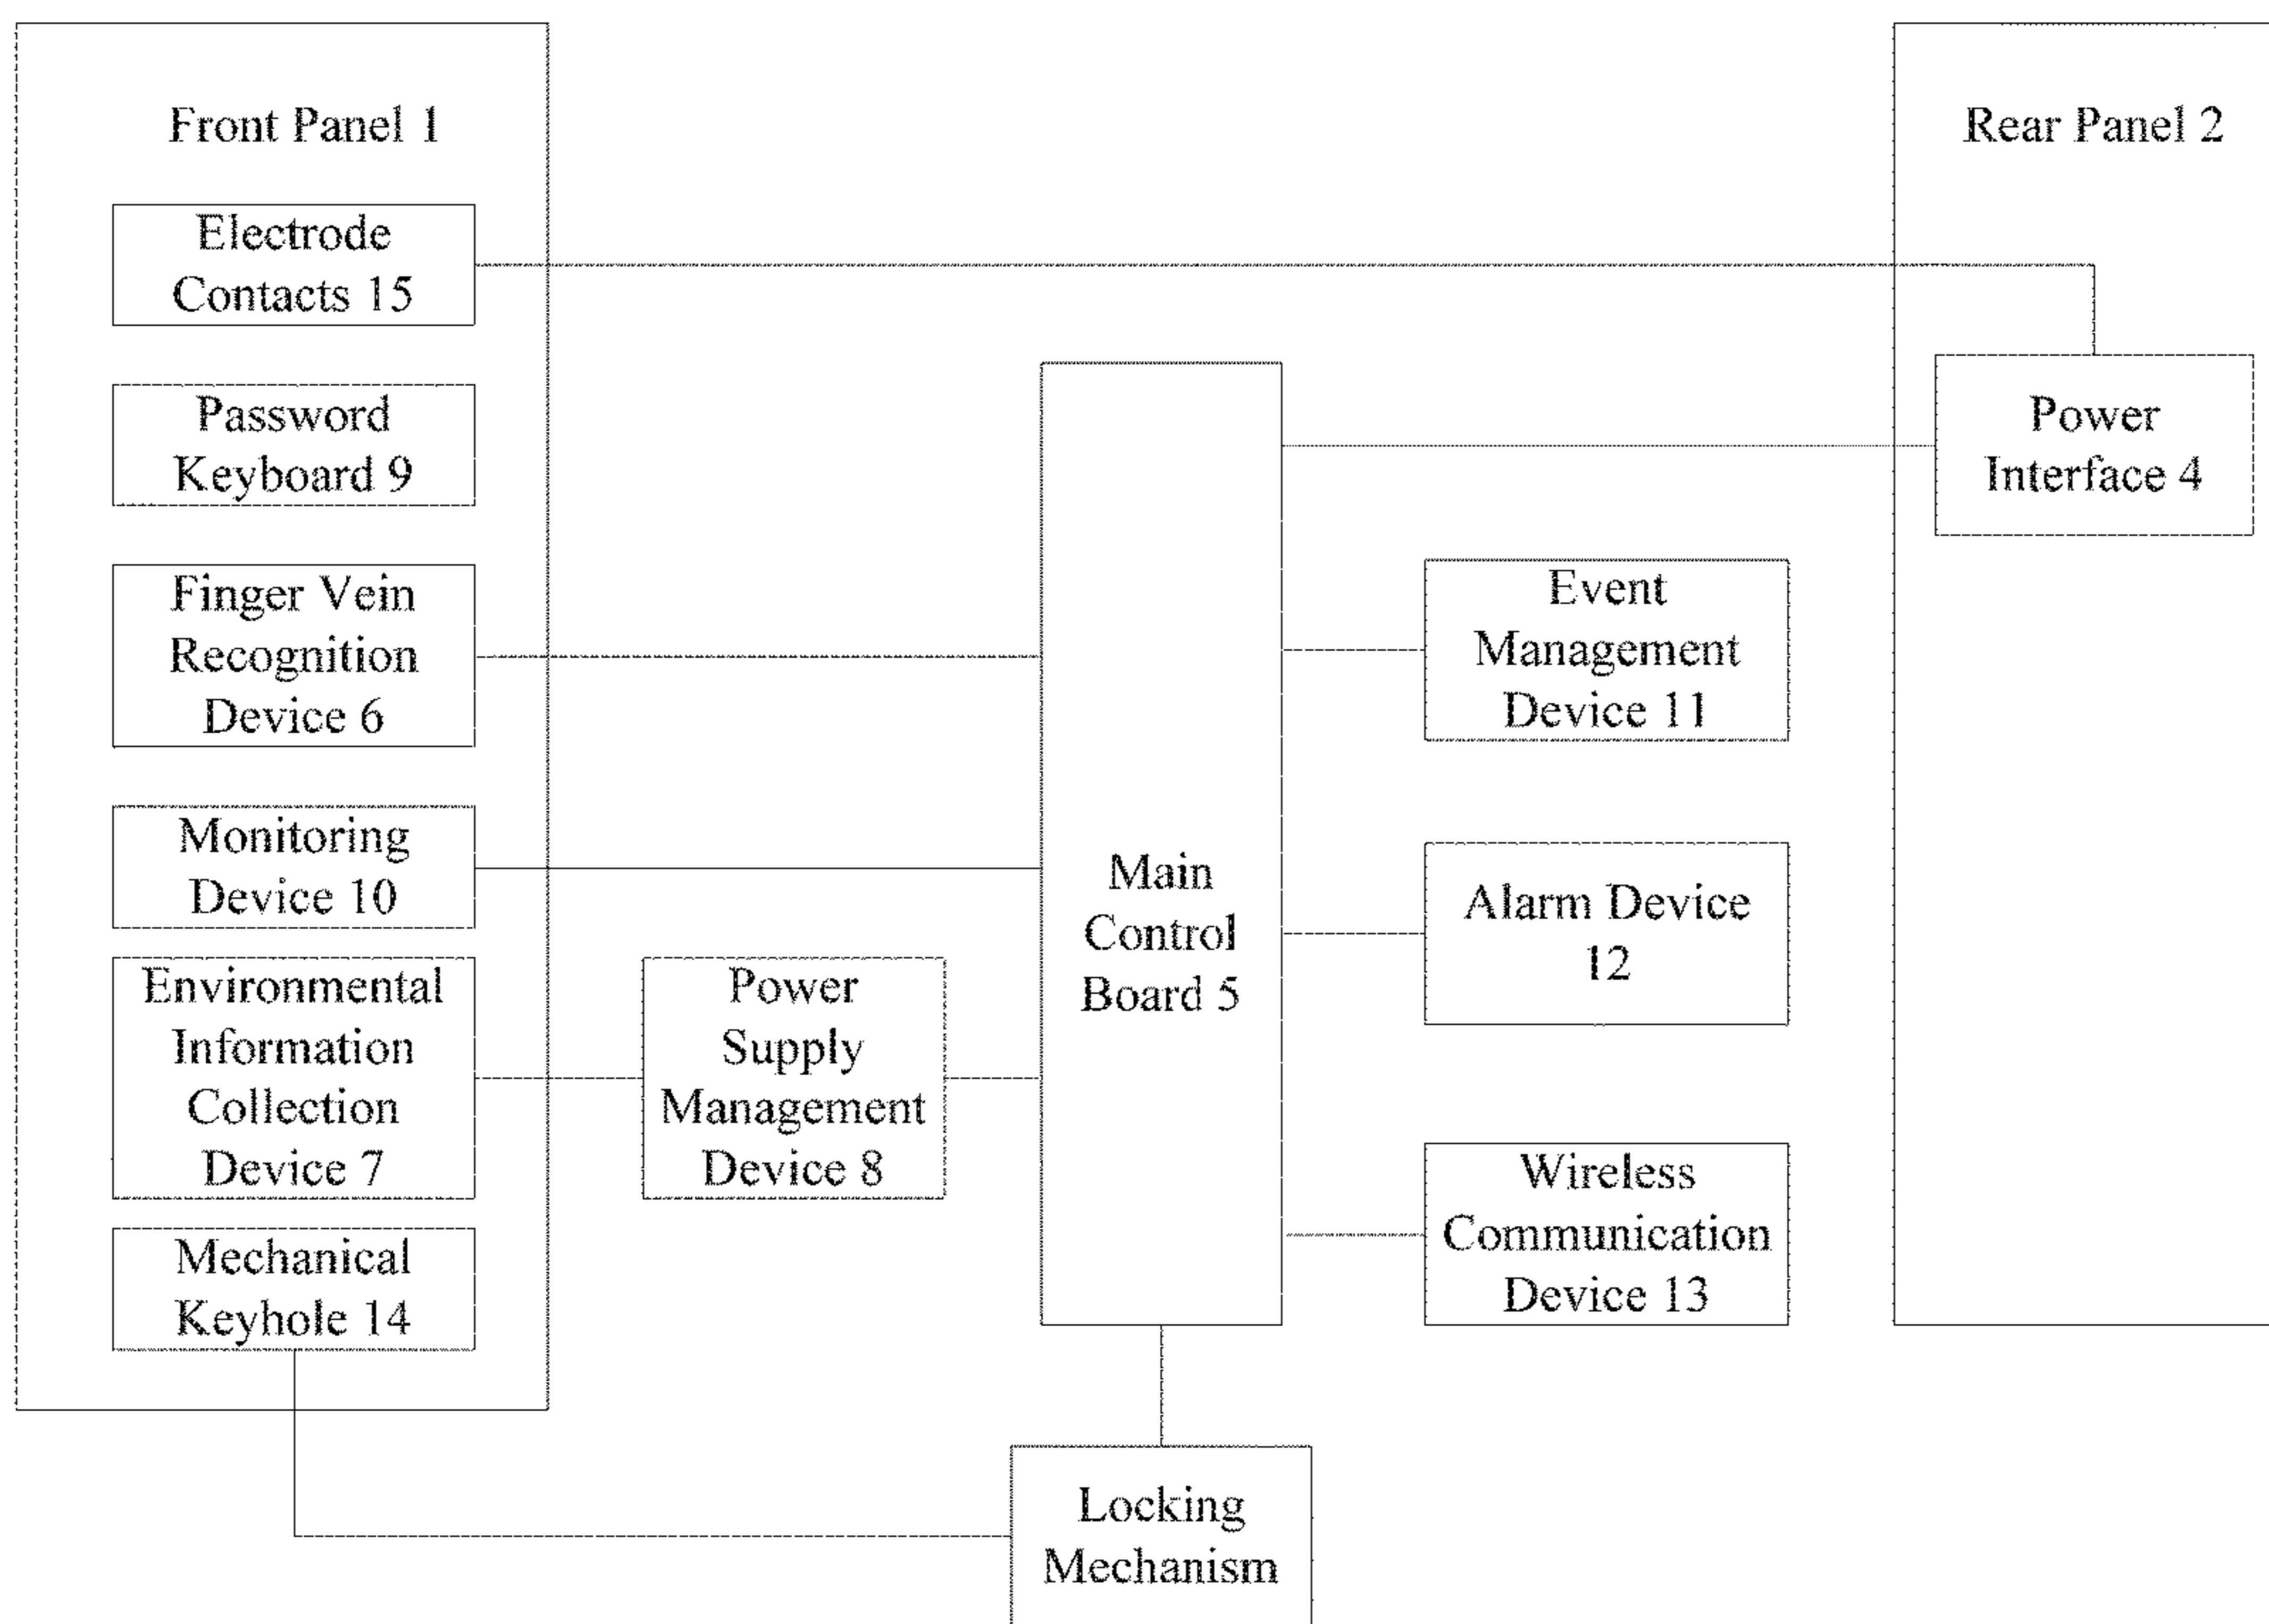 Front Panel 1
Electrode
Contacts 15
Password
Keyboard 9
Finger Vein
Recognition
Device 6
Monitoring
Device 10
Environmental
Information
Collection
Device 7
Mechanical
Keyhole 14
Power
Supply
Management
Device 8
Main
Control
Board 5
Locking
Mechanism
Event
Management
Device 11
Alarm Device
12
Wireless
Communication
Device 13
Rear Panel 2
Power
Interface 4